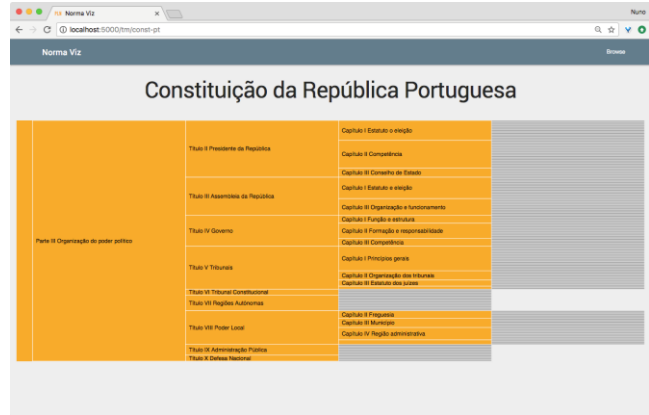 Norma Viz
Nuno
localhost:5000/tm/const-pt
Norma Viz
Browse
Constituição da República Portuguesa
Parte III Organização do poder político
Título II Presidente da República
Capítulo I Estatuto e eleição
Capítulo II Competência
Capítulo III Conselho de Estado
Título III Assembleia da República
Capítulo I Estatuto e eleição
Capítulo III Organização e funcionamento
Título IV Governo
Capítulo I Função e estrutura
Capítulo II Formação e responsabilidade
Capítulo III Competência
Título V Tribunais
Capítulo I Princípios gerais
Capítulo II Organização dos tribunais
Capítulo III Estatuto dos juízes
Título VI Tribunal Constitucional
Título VII Regiões Autónomas
Título VIII Poder Local
Capítulo II Freguesia
Capítulo III Município
Capítulo IV Região administrativa
Título IX Administração Pública
Título X Defesa Nacional